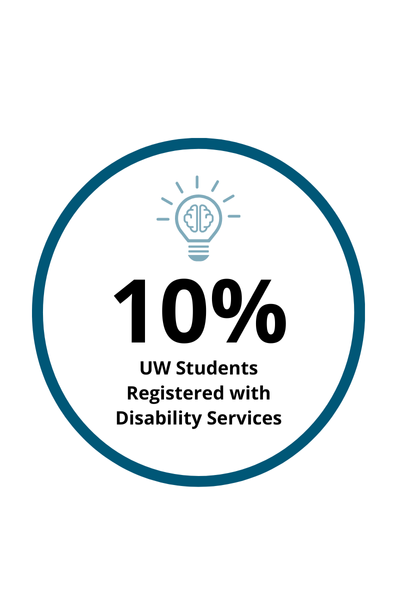 10%
UW Students
Registered with
Disability Services